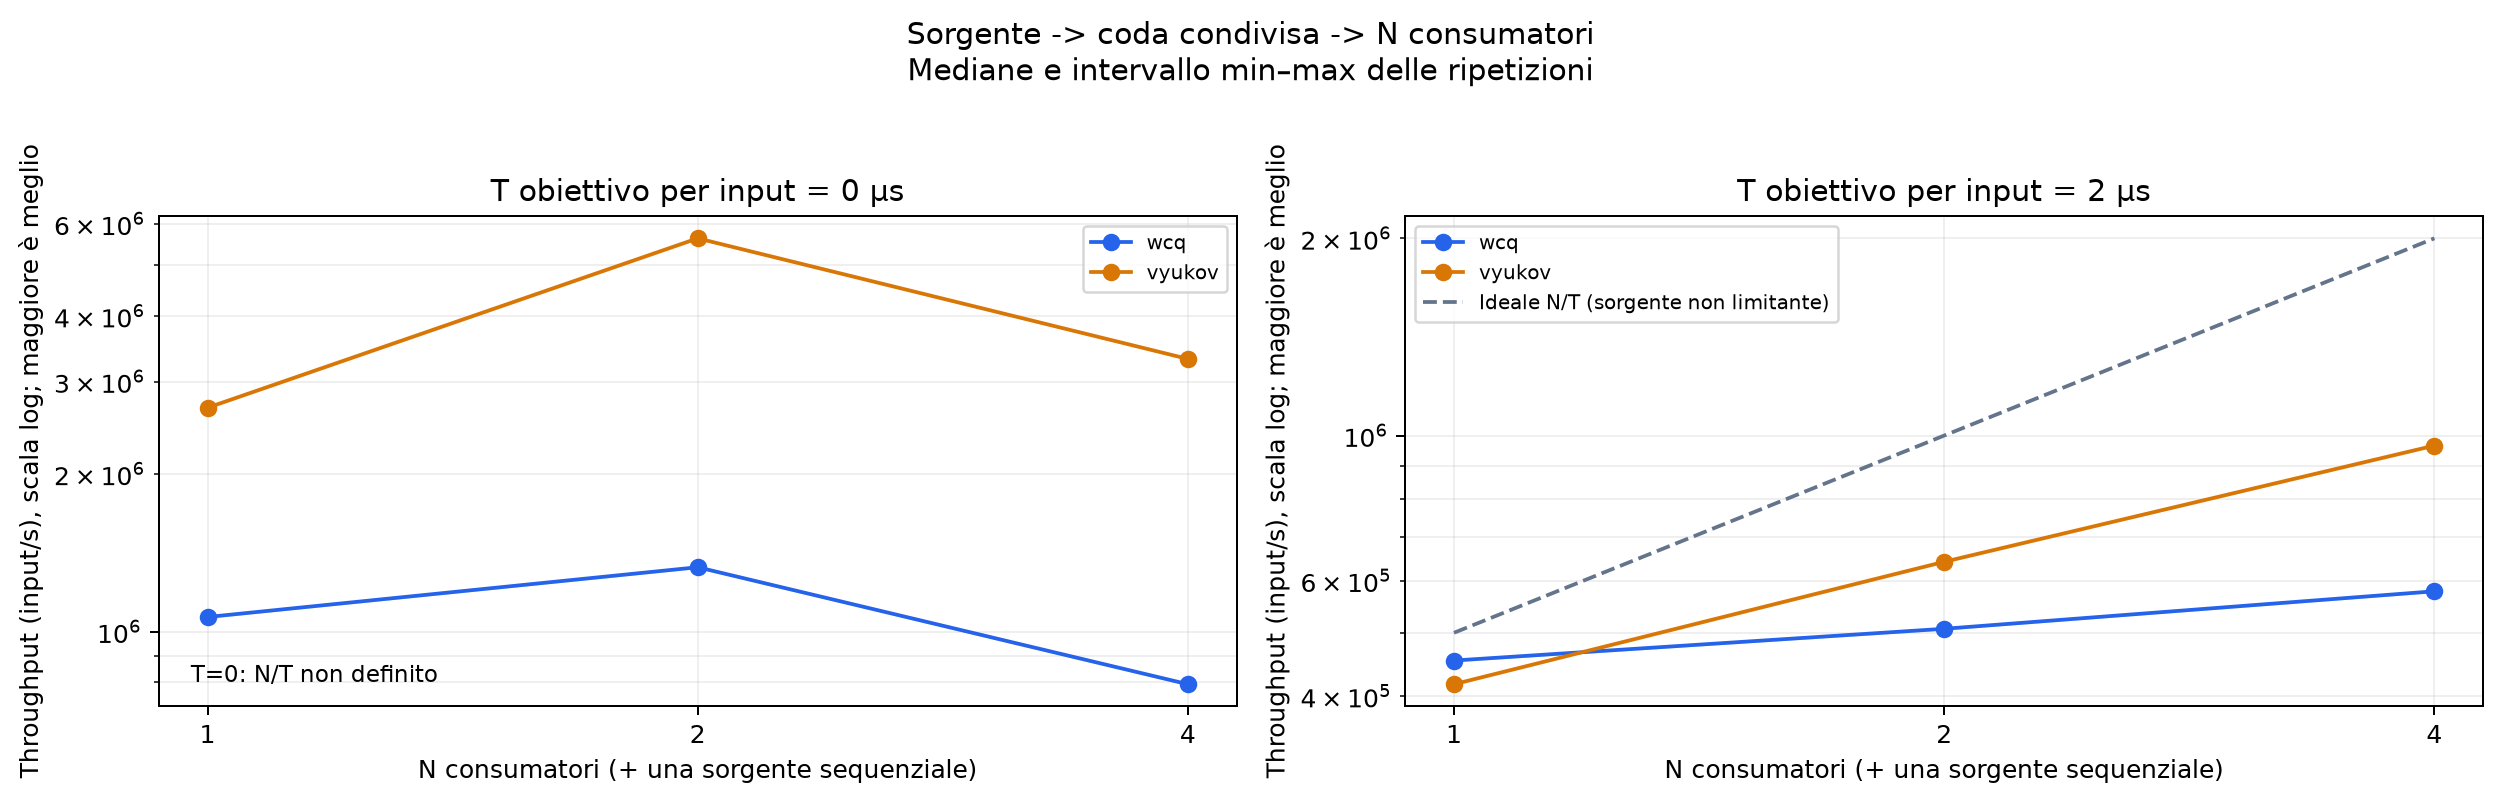 Sorgente -> coda condivisa -> N consumatori
Mediane e intervallo min–max delle ripetizioni
T obiettivo per input = 0 µs
Throughput (input/s), scala log; maggiore è meglio
6 × 10⁶
4 × 10⁶
3 × 10⁶
2 × 10⁶
10⁶
wcq
vyukov
T=0: N/T non definito
1
2
4
N consumatori (+ una sorgente sequenziale)
T obiettivo per input = 2 µs
Throughput (input/s), scala log; maggiore è meglio
2 × 10⁶
10⁶
6 × 10⁵
4 × 10⁵
wcq
vyukov
Ideale N/T (sorgente non limitante)
1
2
4
N consumatori (+ una sorgente sequenziale)